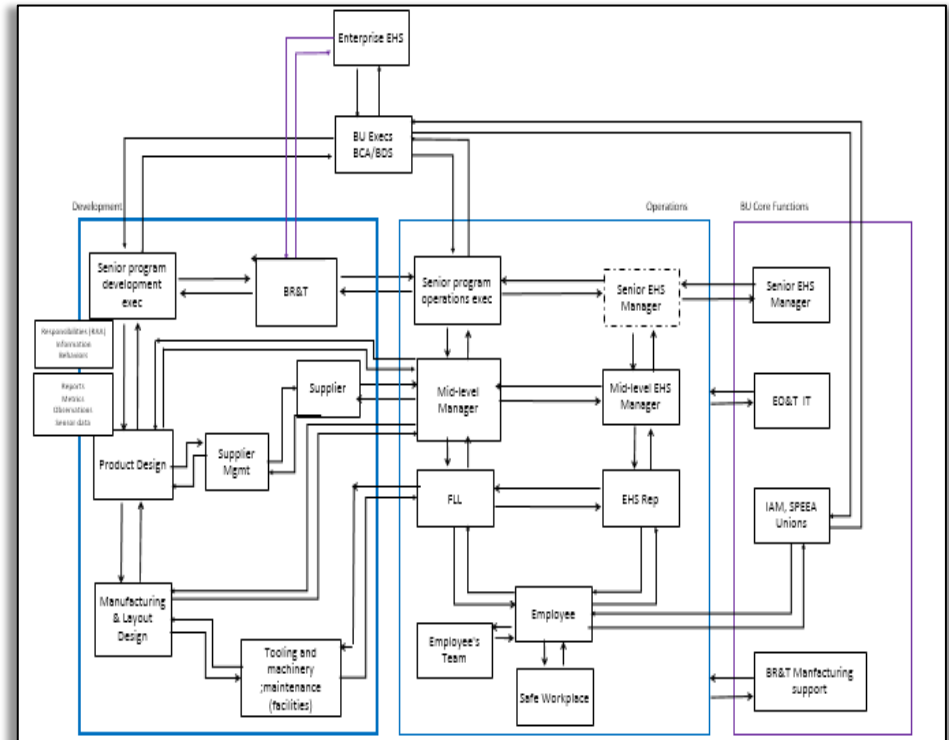 Enterprise EHS
BU Execs
BCA/BDS
Development
Operations
BU Core Functions
Senior program
development
exec
BR&T
Senior program
operations exec
Senior EHS
Manager
Senior EHS
Manager
Responsibilities (RAA)
Information
Behaviors
Reports
Metrics
Observations
Sensor data
Supplier
Mid-level
Manager
Mid-level EHS
Manager
EO&T IT
Product Design
Supplier
Mgmt
FLL
EHS Rep
IAM, SPEEA
Unions
Manufacturing
& Layout
Design
Employee
Employee's
Team
Tooling and
machinery
;maintenance
(facilities)
Safe Workplace
BR&T Manfacturing
support